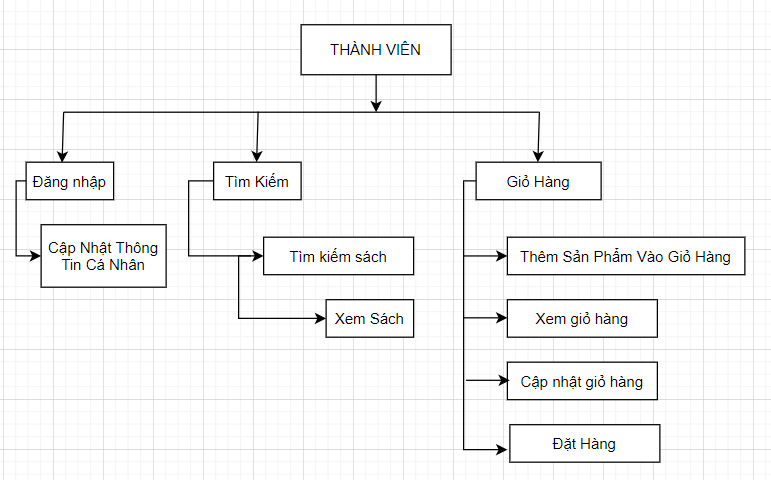 THÀNH VIÊN
Đăng nhập
Tìm Kiếm
Giỏ Hàng
Cập Nhật Thông
Tin Cá Nhân
Tìm kiếm sách
Thêm Sản Phẩm Vào Giỏ Hàng
Xem Sách
Xem giỏ hàng
Cập nhật giỏ hàng
Đặt Hàng